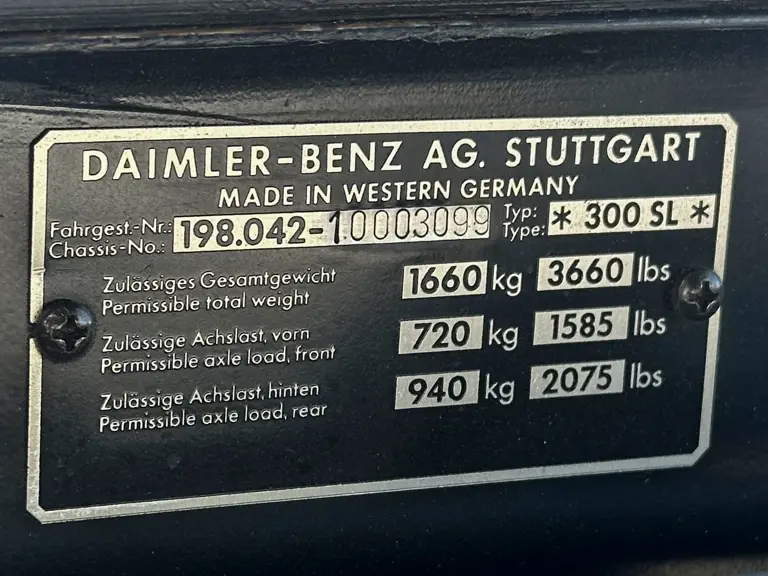 DAIMLER-BENZ AG. STUTTGART
MADE IN WESTERN GERMANY
Fahrgest.-Nr.: 198.042-10003099 Typ: * 300 SL *
Chassis-No.: Type:
Zulässiges Gesamtgewicht 1660 kg 3660 lbs
Permissible total weight
Zulässige Achslast, vorn 720 kg 1585 lbs
Permissible axle load, front
Zulässige Achslast, hinten 940 kg 2075 lbs
Permissible axle load, rear